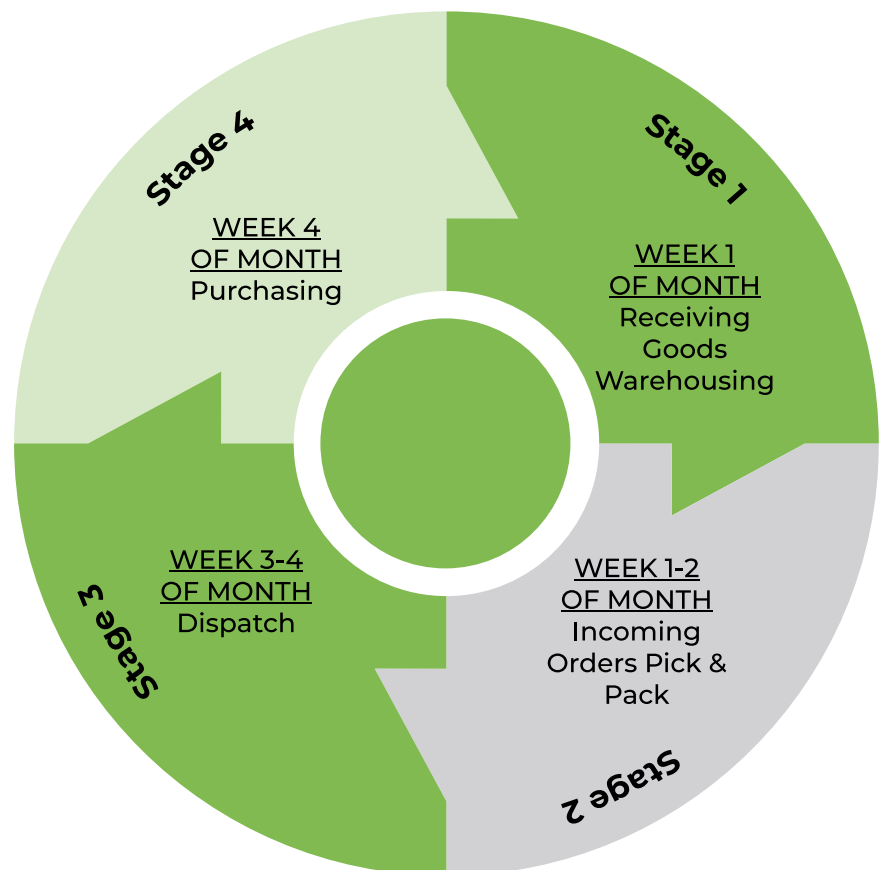 Stage 1
WEEK 1
OF MONTH
Receiving
Goods
Warehousing
Stage 2
WEEK 1-2
OF MONTH
Incoming
Orders Pick &
Pack
Stage 3
WEEK 3-4
OF MONTH
Dispatch
Stage 4
WEEK 4
OF MONTH
Purchasing